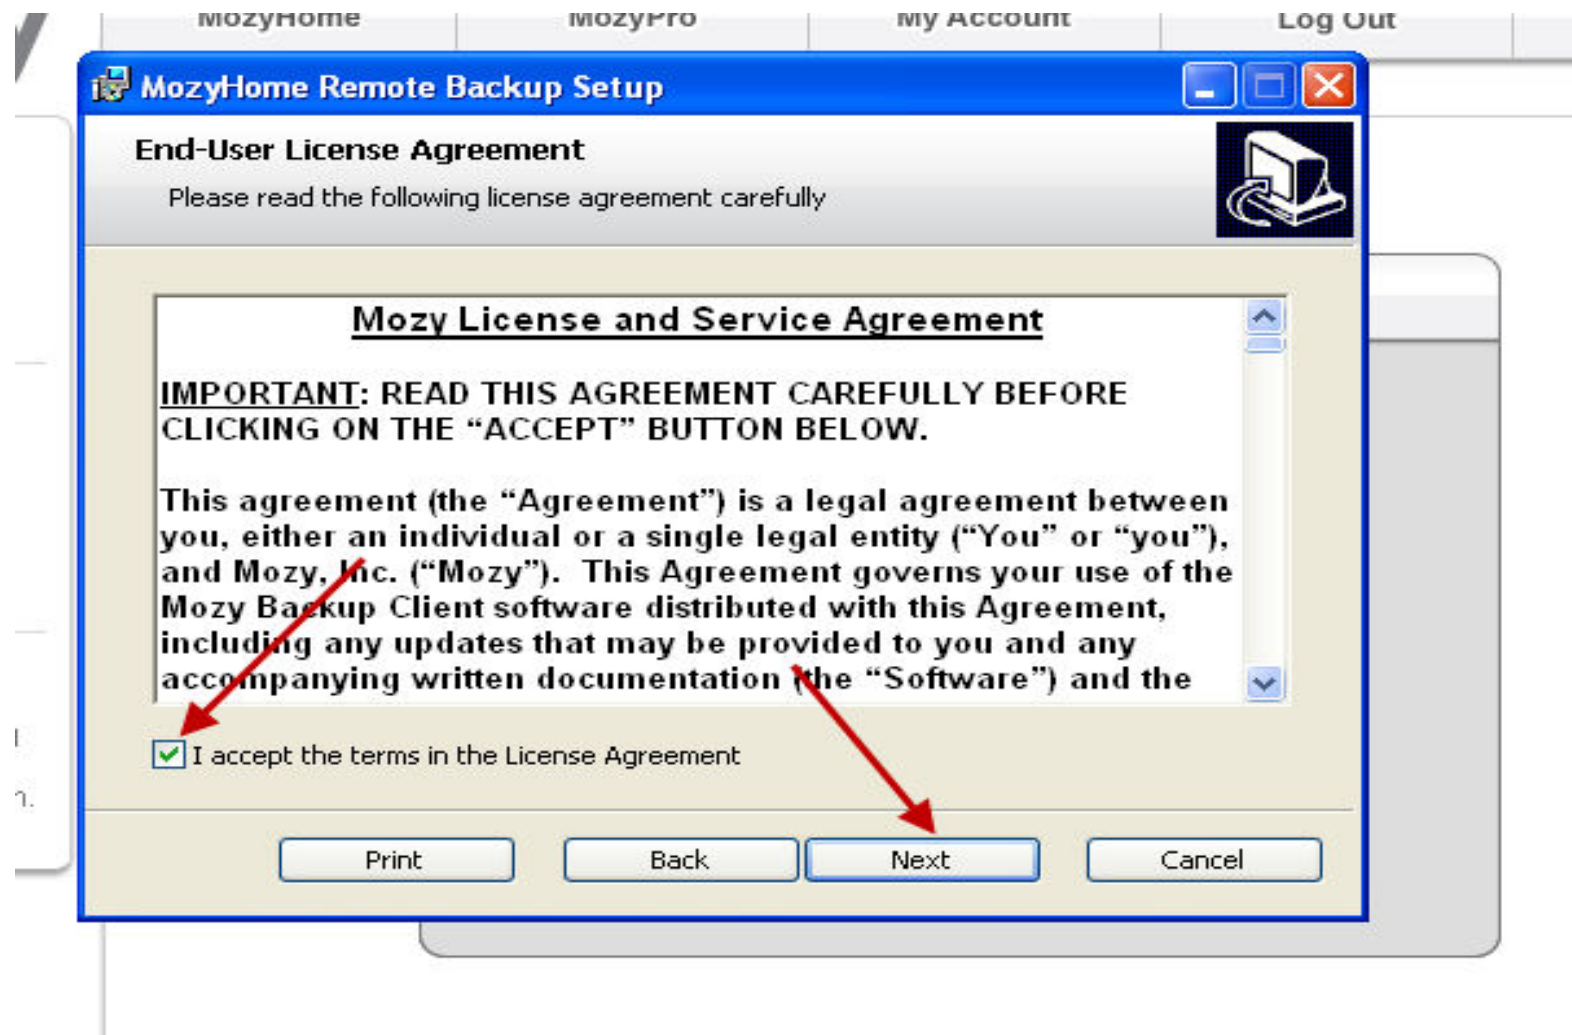 MozyHome MozyPro My Account Log Out
MozyHome Remote Backup Setup
End-User License Agreement
Please read the following license agreement carefully
Mozy License and Service Agreement
IMPORTANT: READ THIS AGREEMENT CAREFULLY BEFORE
CLICKING ON THE “ACCEPT” BUTTON BELOW.
This agreement (the “Agreement”) is a legal agreement between
you, either an individual or a single legal entity (“You” or “you”),
and Mozy, Inc. (“Mozy”).  This Agreement governs your use of the
Mozy Backup Client software distributed with this Agreement,
including any updates that may be provided to you and any
accompanying written documentation (the “Software”) and the
I accept the terms in the License Agreement
n.
Print Back Next Cancel